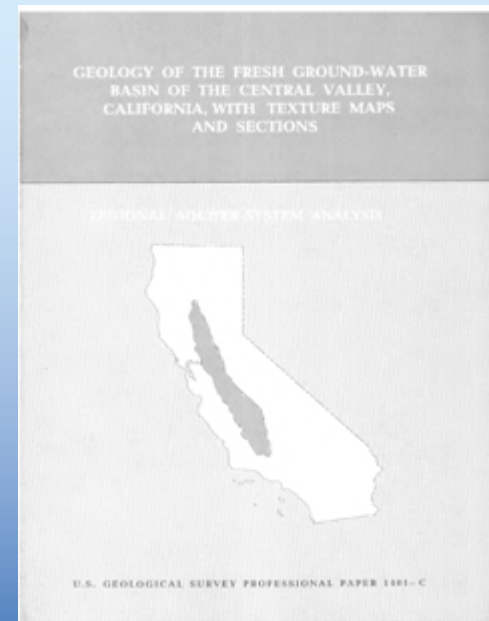 GEOLOGY OF THE FRESH GROUND-WATER
BASIN OF THE CENTRAL VALLEY,
CALIFORNIA, WITH TEXTURE MAPS
AND SECTIONS
REGIONAL AQUIFER-SYSTEM ANALYSIS
U.S. GEOLOGICAL SURVEY PROFESSIONAL PAPER 1401-C